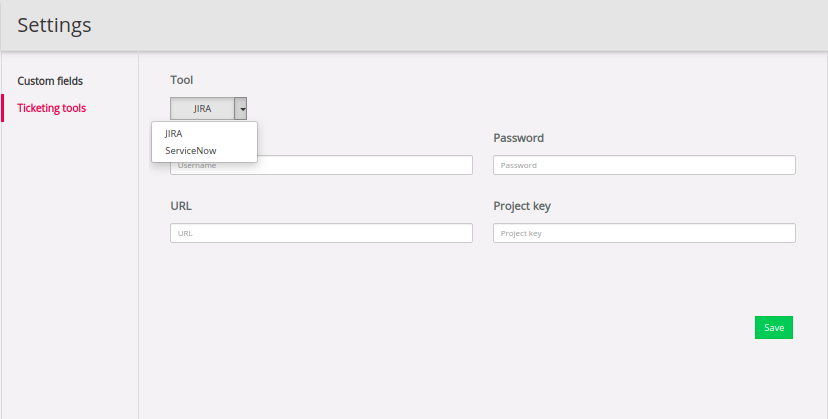 Settings
Custom fields
Ticketing tools
Tool
JIRA
JIRA
ServiceNow
Password
Username
Password
URL
Project key
URL
Project key
Save